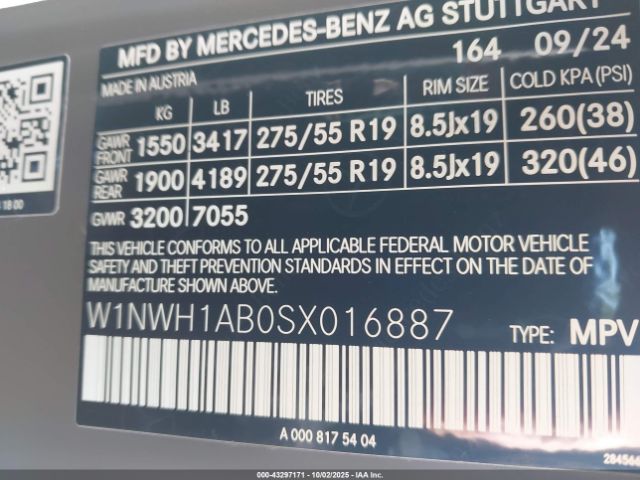 MFD BY MERCEDES-BENZ AG STUTTGART
164 09/24
MADE IN AUSTRIA
KG LB TIRES RIM SIZE COLD KPA(PSI)
GAWR FRONT 1550 3417 275/55 R19 8.5Jx19 260(38)
GAWR REAR 1900 4189 275/55 R19 8.5Jx19 320(46)
GVWR 3200 7055
THIS VEHICLE CONFORMS TO ALL APPLICABLE FEDERAL MOTOR VEHICLE
SAFETY AND THEFT PREVENTION STANDARDS IN EFFECT ON THE DATE OF
MANUFACTURE SHOWN ABOVE.
W1NWH1AB0SX016887 TYPE: MPV
A 000 817 54 04
000-43297171 - 10/02/2025 - IAAI.COM